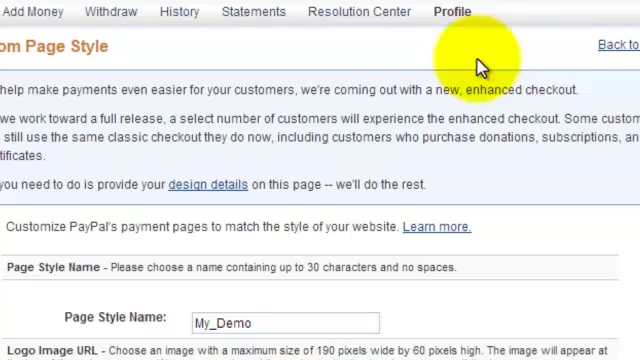 Add Money Withdraw History Statements Resolution Center Profile
om Page Style
Back to
help make payments even easier for your customers, we're coming out with a new, enhanced checkout.
we work toward a full release, a select number of customers will experience the enhanced checkout. Some custom
still use the same classic checkout they do now, including customers who purchase donations, subscriptions, an
tificates.
you need to do is provide your design details on this page -- we'll do the rest.
Customize PayPal's payment pages to match the style of your website. Learn more.
Page Style Name - Please choose a name containing up to 30 characters and no spaces.
Page Style Name: My_Demo
Logo Image URL - Choose an image with a maximum size of 190 pixels wide by 60 pixels high. The image will appear at